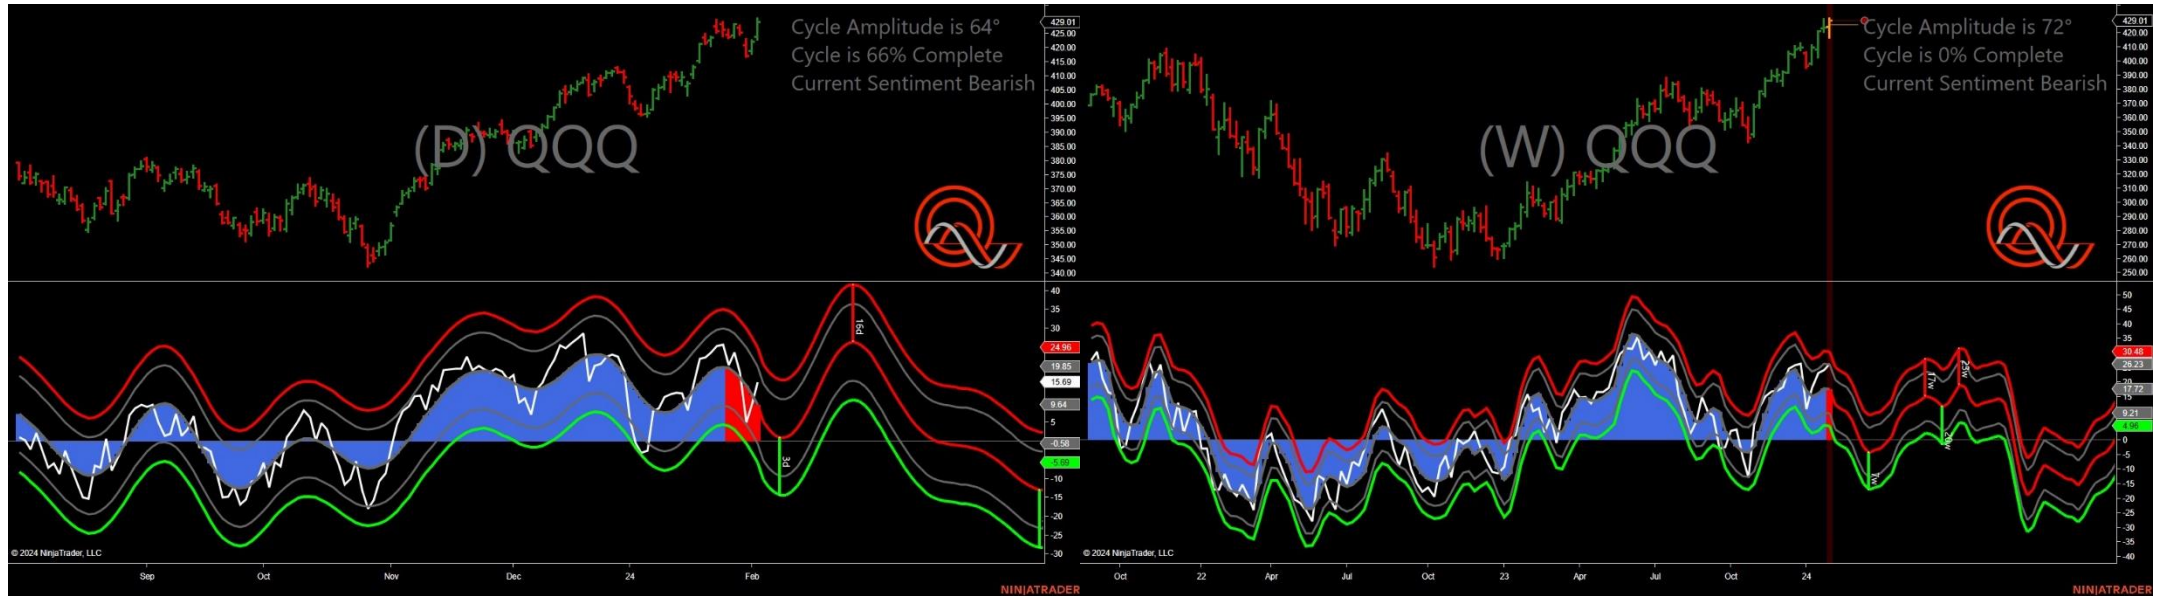 Cycle Amplitude is 64°
Cycle is 66% Complete
Current Sentiment Bearish
(D) QQQ
429.01
425.00
420.00
415.00
410.00
405.00
400.00
395.00
390.00
385.00
380.00
375.00
370.00
365.00
360.00
355.00
350.00
345.00
340.00
40
35
30
24.96
19.85
15.69
9.64
5
-0.58
-5.69
-10
-15
-20
-25
-30
16d
3d
© 2024 NinjaTrader, LLC
Sep
Oct
Nov
Dec
24
Feb
NINJATRADER
Cycle Amplitude is 72°
Cycle is 0% Complete
Current Sentiment Bearish
(W) QQQ
429.01
420.00
400.00
390.00
380.00
370.00
360.00
350.00
340.00
320.00
310.00
300.00
290.00
280.00
270.00
260.00
250.00
50
45
40
35
30.48
26.23
20
17.72
15
9.21
4.96
0
-5
-10
-15
-20
-25
-30
-35
-40
17w
23w
7w
© 2024 NinjaTrader, LLC
Oct
22
Apr
Jul
Oct
23
Apr
Jul
Oct
24
NINJATRADER